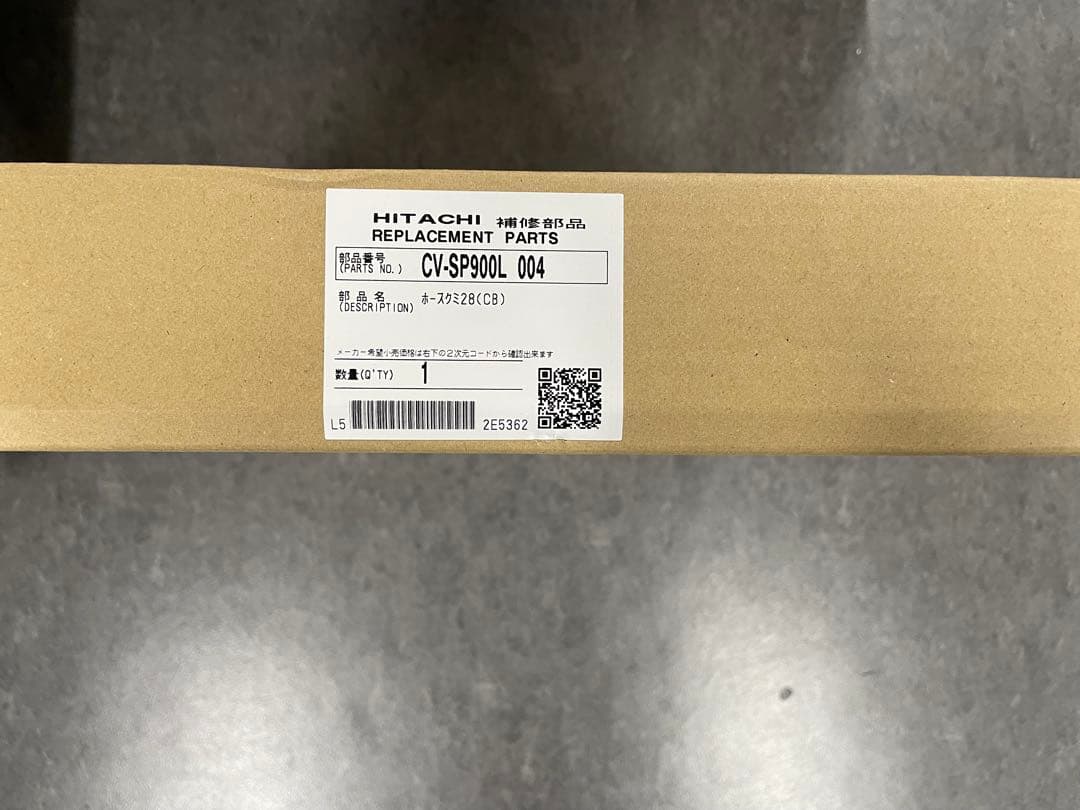 HITACHI 補修部品
REPLACEMENT PARTS
部品番号
(PARTS NO.) CV-SP900L 004
部品名
(DESCRIPTION) ホースクミ28(CB)
メーカー希望小売価格は右下の2次元コードから確認出来ます
数量(Q'TY) 1
L5 2E5362